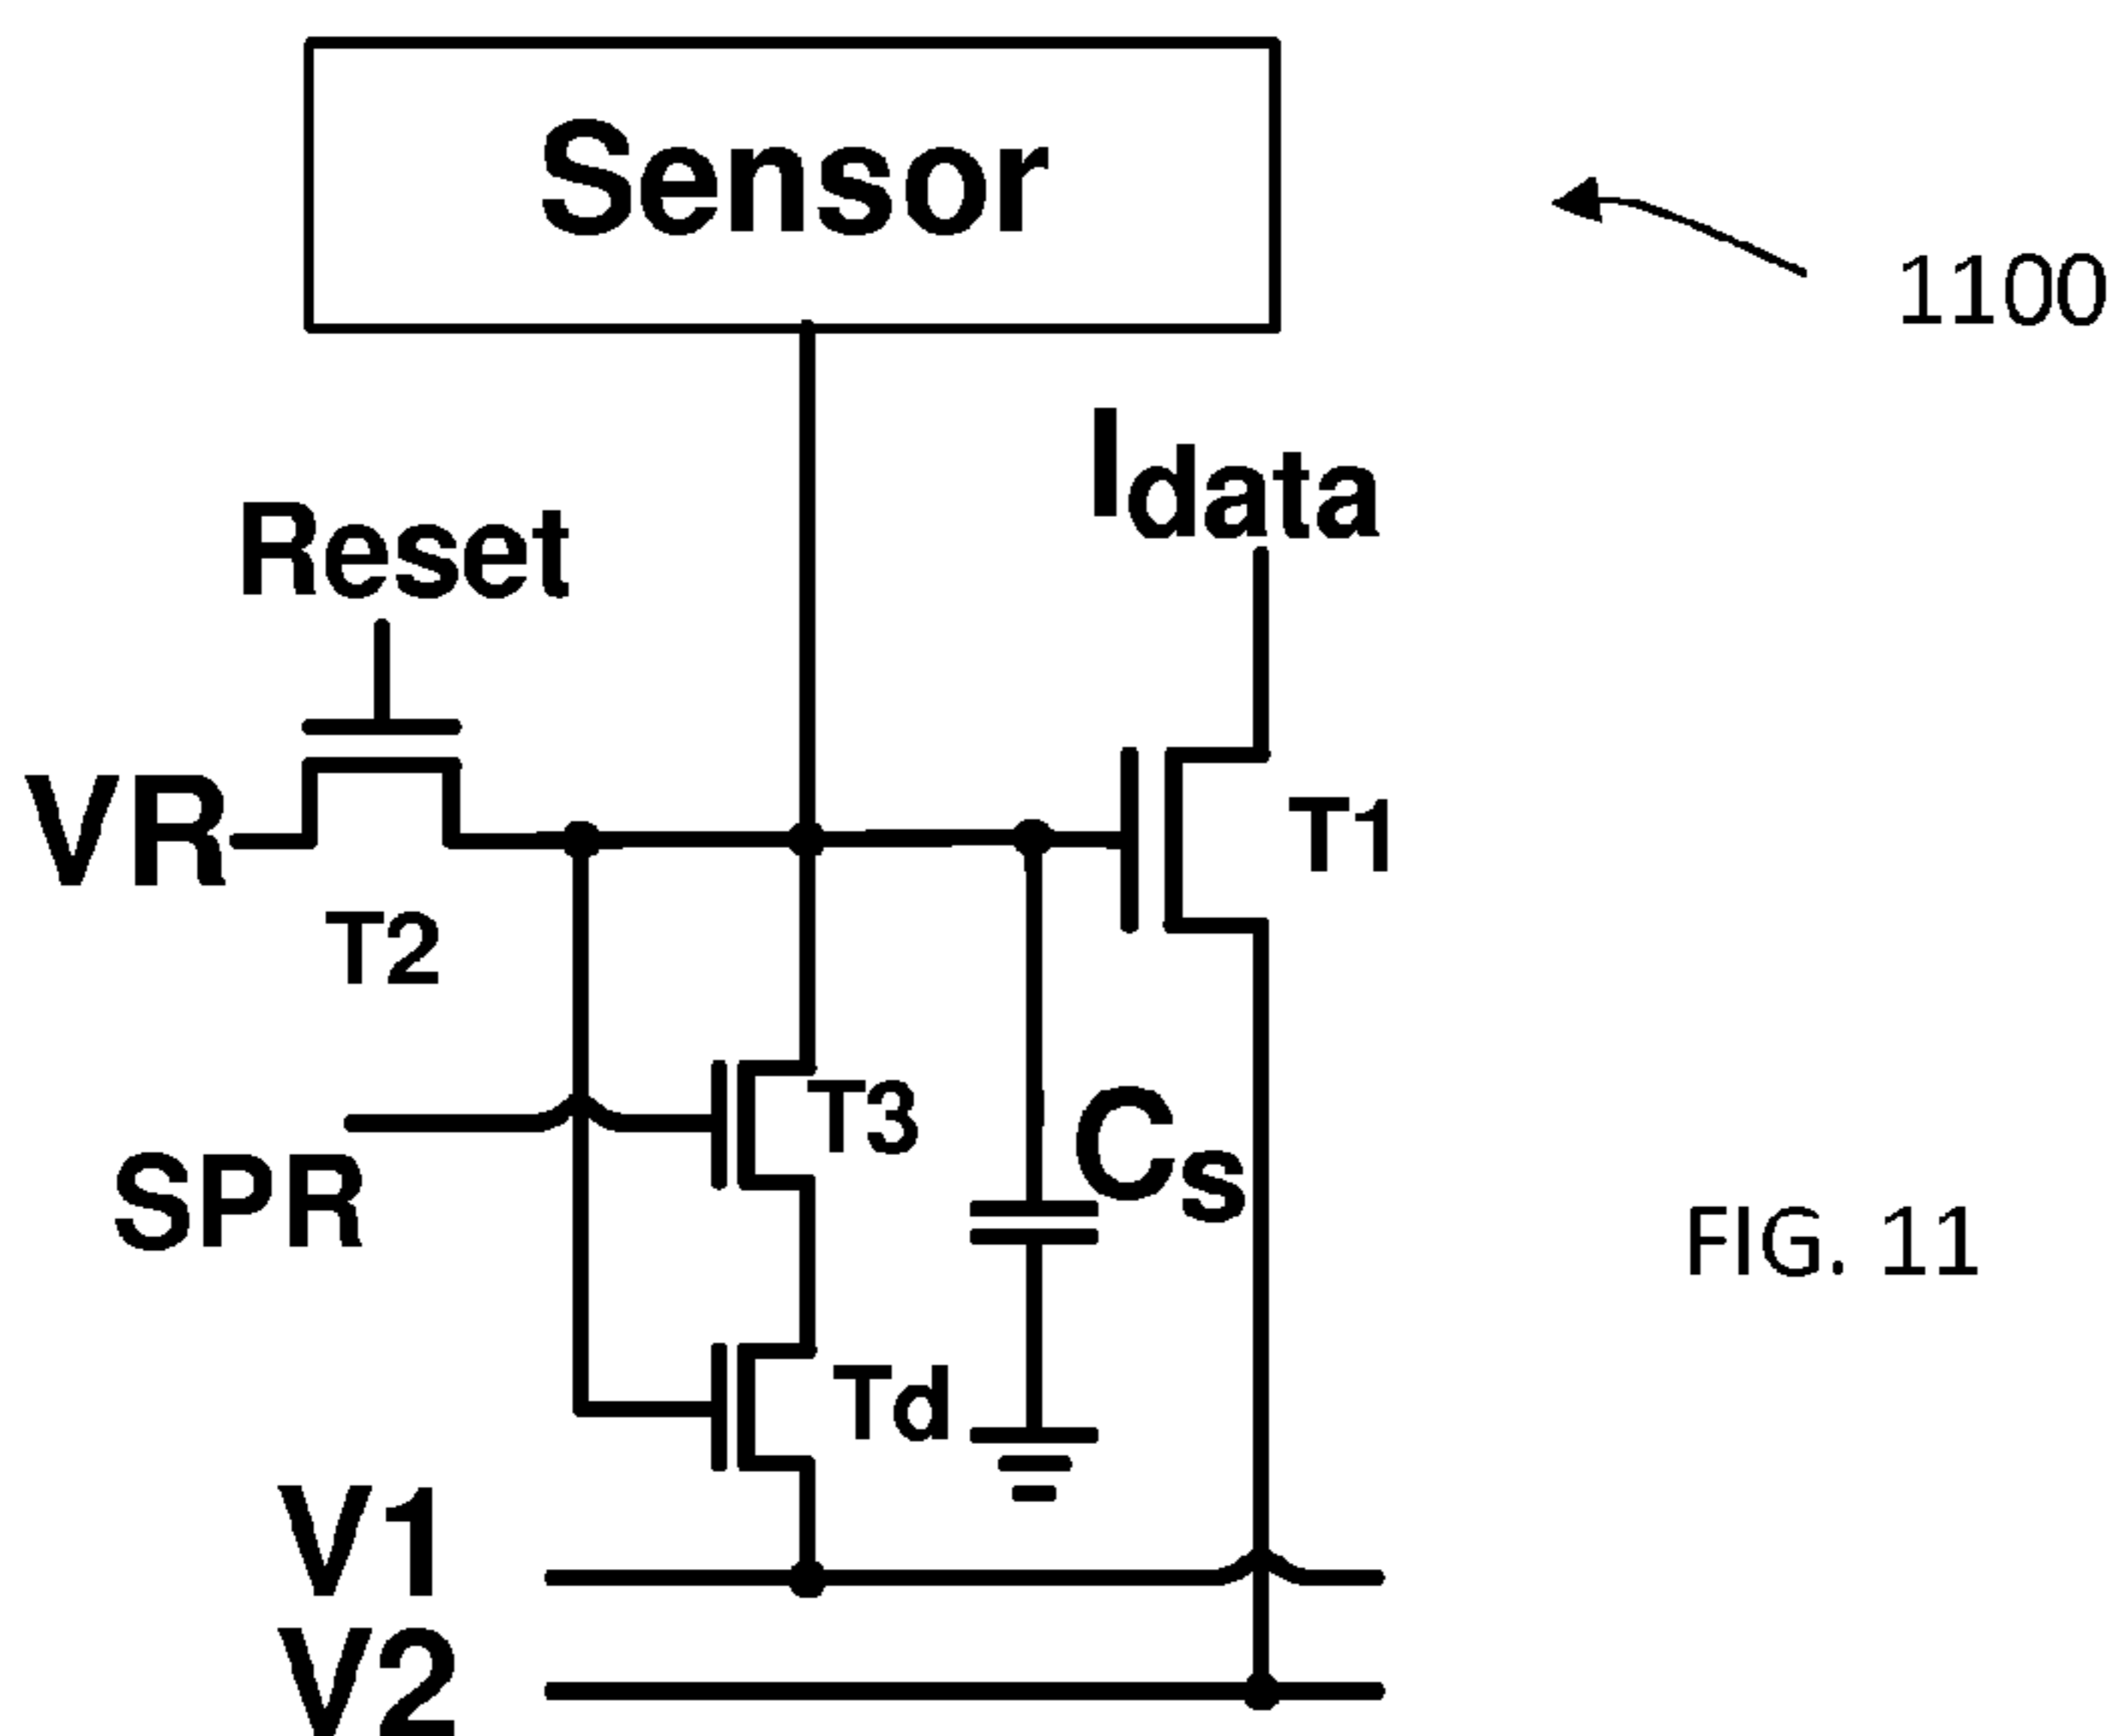 Sensor
1100
Idata
Reset
VR
T1
T2
T3
Cs
SPR
FIG. 11
Td
V1
V2